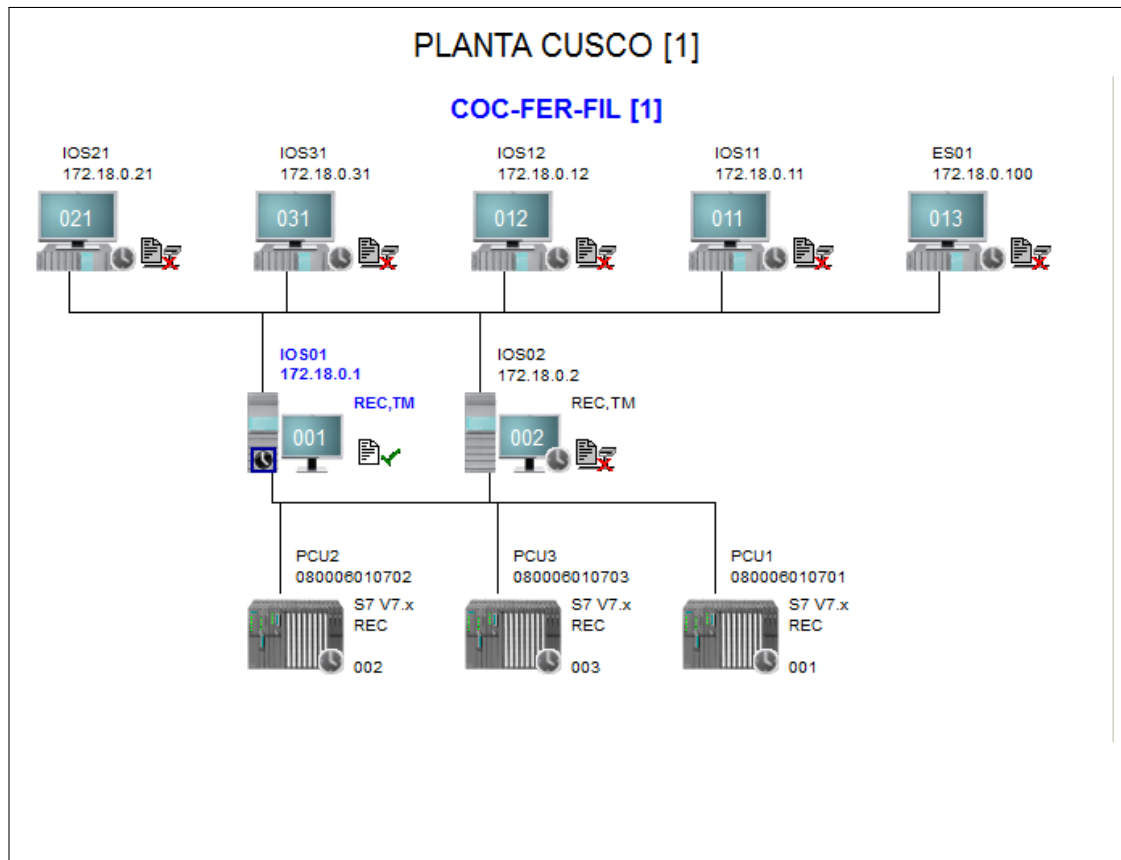 PLANTA CUSCO [1]
COC-FER-FIL [1]
IOS21
172.18.0.21
021
IOS31
172.18.0.31
031
IOS12
172.18.0.12
012
IOS11
172.18.0.11
011
ES01
172.18.0.100
013
IOS01
172.18.0.1
REC,TM
001
IOS02
172.18.0.2
REC,TM
002
PCU2
080006010702
S7 V7.x
REC
002
PCU3
080006010703
S7 V7.x
REC
003
PCU1
080006010701
S7 V7.x
REC
001